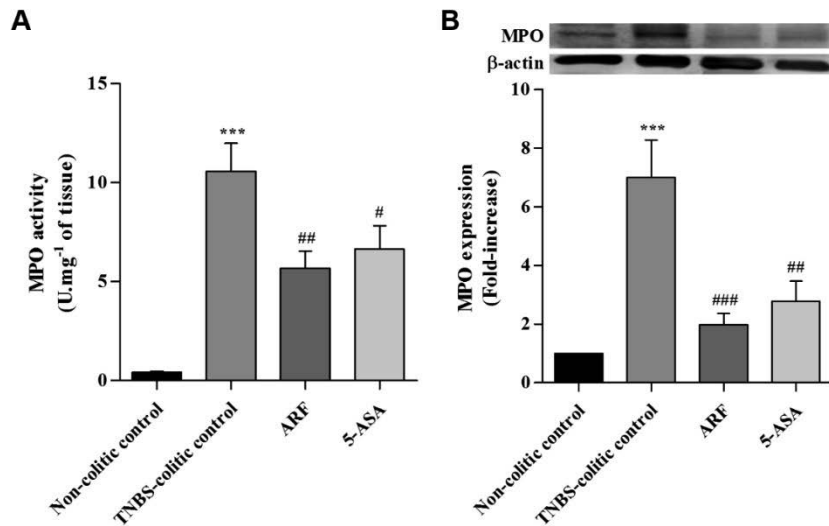 A
MPO activity
(U.mg⁻¹ of tissue)
15
10
5
0
***
##
#
Non-colitic control
TNBS-colitic control
ARF
5-ASA
B
MPO
β-actin
MPO expression
(Fold-increase)
10
8
6
4
2
0
***
###
##
Non-colitic control
TNBS-colitic control
ARF
5-ASA